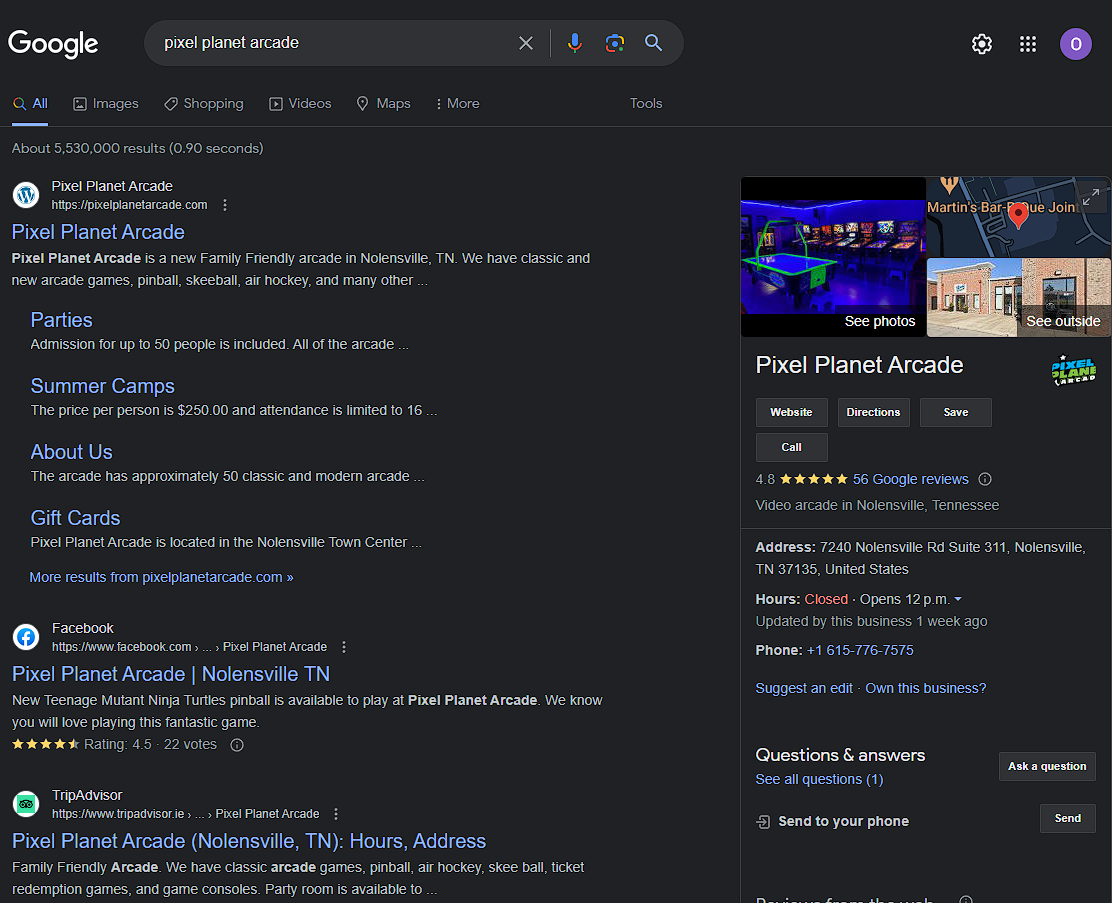 Google
pixel planet arcade
O
All
Images
Shopping
Videos
Maps
More
Tools
About 5,530,000 results (0.90 seconds)
Pixel Planet Arcade
https://pixelplanetarcade.com
Pixel Planet Arcade
Pixel Planet Arcade is a new Family Friendly arcade in Nolensville, TN. We have classic and
new arcade games, pinball, skeeball, air hockey, and many other ...
Parties
Admission for up to 50 people is included. All of the arcade ...
Summer Camps
The price per person is $250.00 and attendance is limited to 16 ...
About Us
The arcade has approximately 50 classic and modern arcade ...
Gift Cards
Pixel Planet Arcade is located in the Nolensville Town Center ...
More results from pixelplanetarcade.com »
Facebook
https://www.facebook.com › ... › Pixel Planet Arcade
Pixel Planet Arcade | Nolensville TN
New Teenage Mutant Ninja Turtles pinball is available to play at Pixel Planet Arcade. We know
you will love playing this fantastic game.
Rating: 4.5 · 22 votes
TripAdvisor
https://www.tripadvisor.ie › ... › Pixel Planet Arcade
Pixel Planet Arcade (Nolensville, TN): Hours, Address
Family Friendly Arcade. We have classic arcade games, pinball, air hockey, skee ball, ticket
redemption games, and game consoles. Party room is available to ...
Martin's Bar-B-Que Join
See photos
See outside
Pixel Planet Arcade
PIXEL
PLANE
ARCAD
Website
Directions
Save
Call
4.8
56 Google reviews
Video arcade in Nolensville, Tennessee
Address: 7240 Nolensville Rd Suite 311, Nolensville,
TN 37135, United States
Hours: Closed · Opens 12 p.m.
Updated by this business 1 week ago
Phone: +1 615-776-7575
Suggest an edit · Own this business?
Questions & answers
See all questions (1)
Ask a question
Send to your phone
Send
Reviews from the web